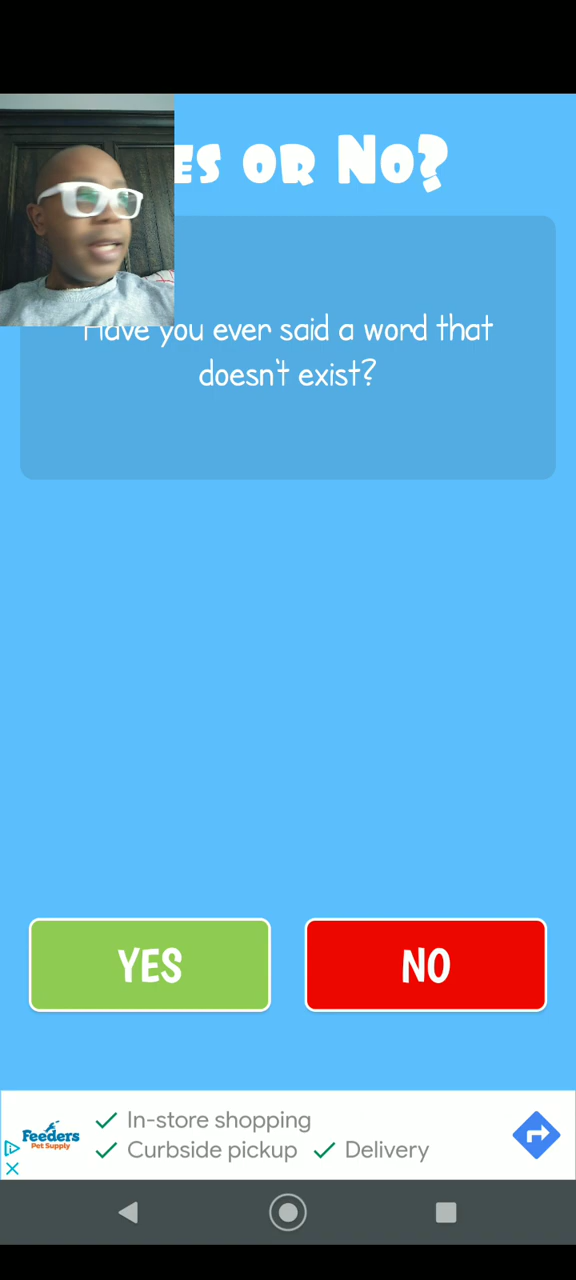 es or No?
Have you ever said a word that
doesn't exist?
YES
NO
Feeders
Pet Supply
In-store shopping
Curbside pickup
Delivery